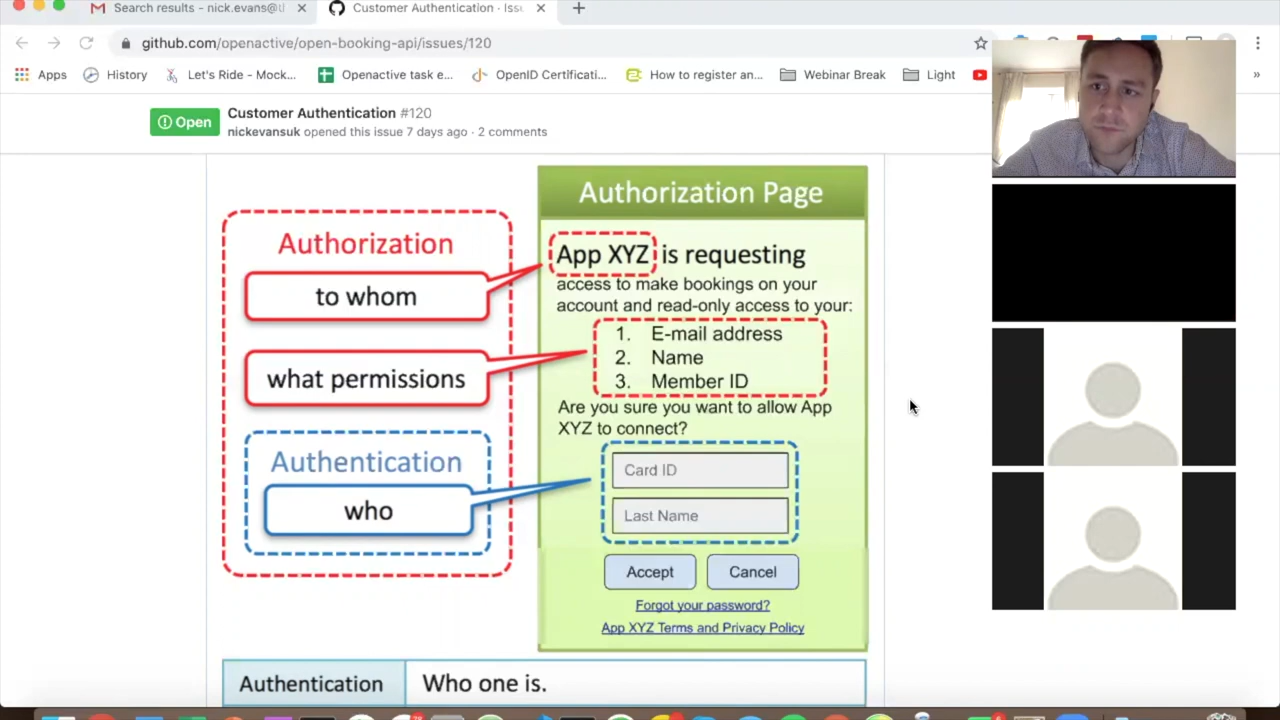 Search results - nick.evans@tl
Customer Authentication · Iss
github.com/openactive/open-booking-api/issues/120
Apps
History
Let's Ride - Mock...
Openactive task e...
OpenID Certificati...
How to register an...
Webinar Break
Light
»
Open
Customer Authentication #120
nickevansuk opened this issue 7 days ago · 2 comments
Authorization
to whom
what permissions
Authentication
who
Authorization Page
App XYZ is requesting
access to make bookings on your
account and read-only access to your:
1. E-mail address
2. Name
3. Member ID
Are you sure you want to allow App
XYZ to connect?
Card ID
Last Name
Accept
Cancel
Forgot your password?
App XYZ Terms and Privacy Policy
Authentication
Who one is.